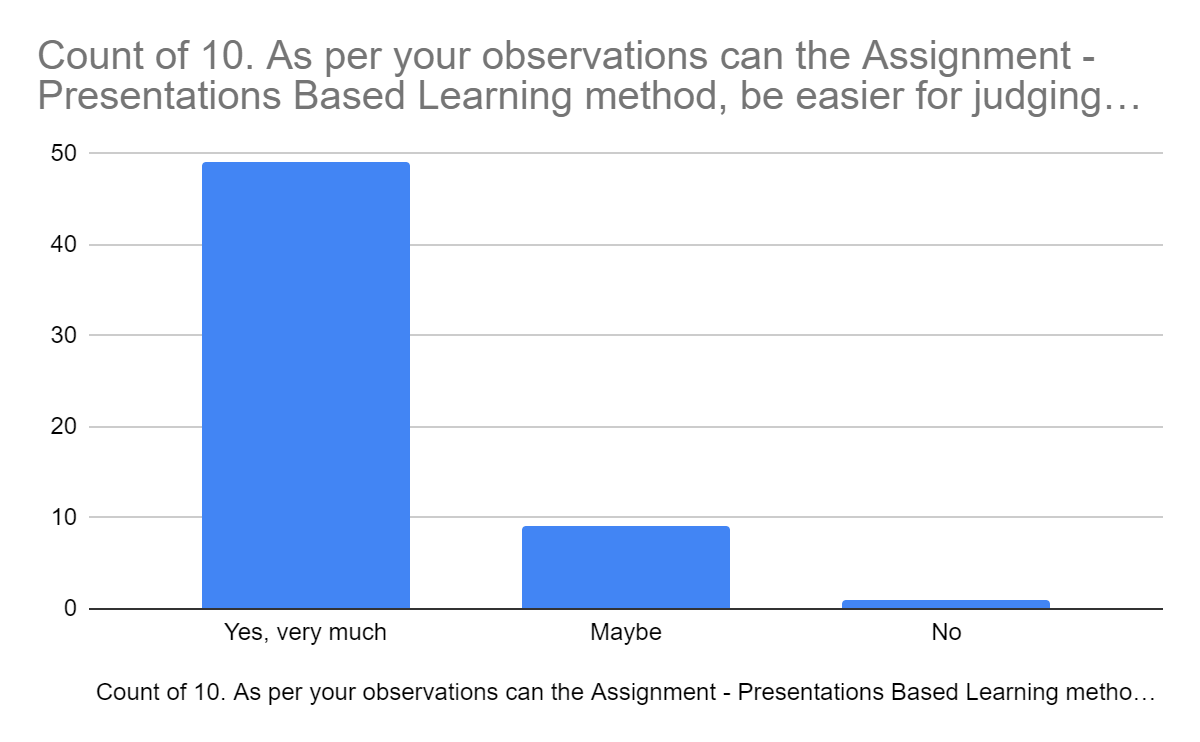 Count of 10. As per your observations can the Assignment -
Presentations Based Learning method, be easier for judging…
50
40
30
20
10
0
Yes, very much
Maybe
No
Count of 10. As per your observations can the Assignment - Presentations Based Learning metho…